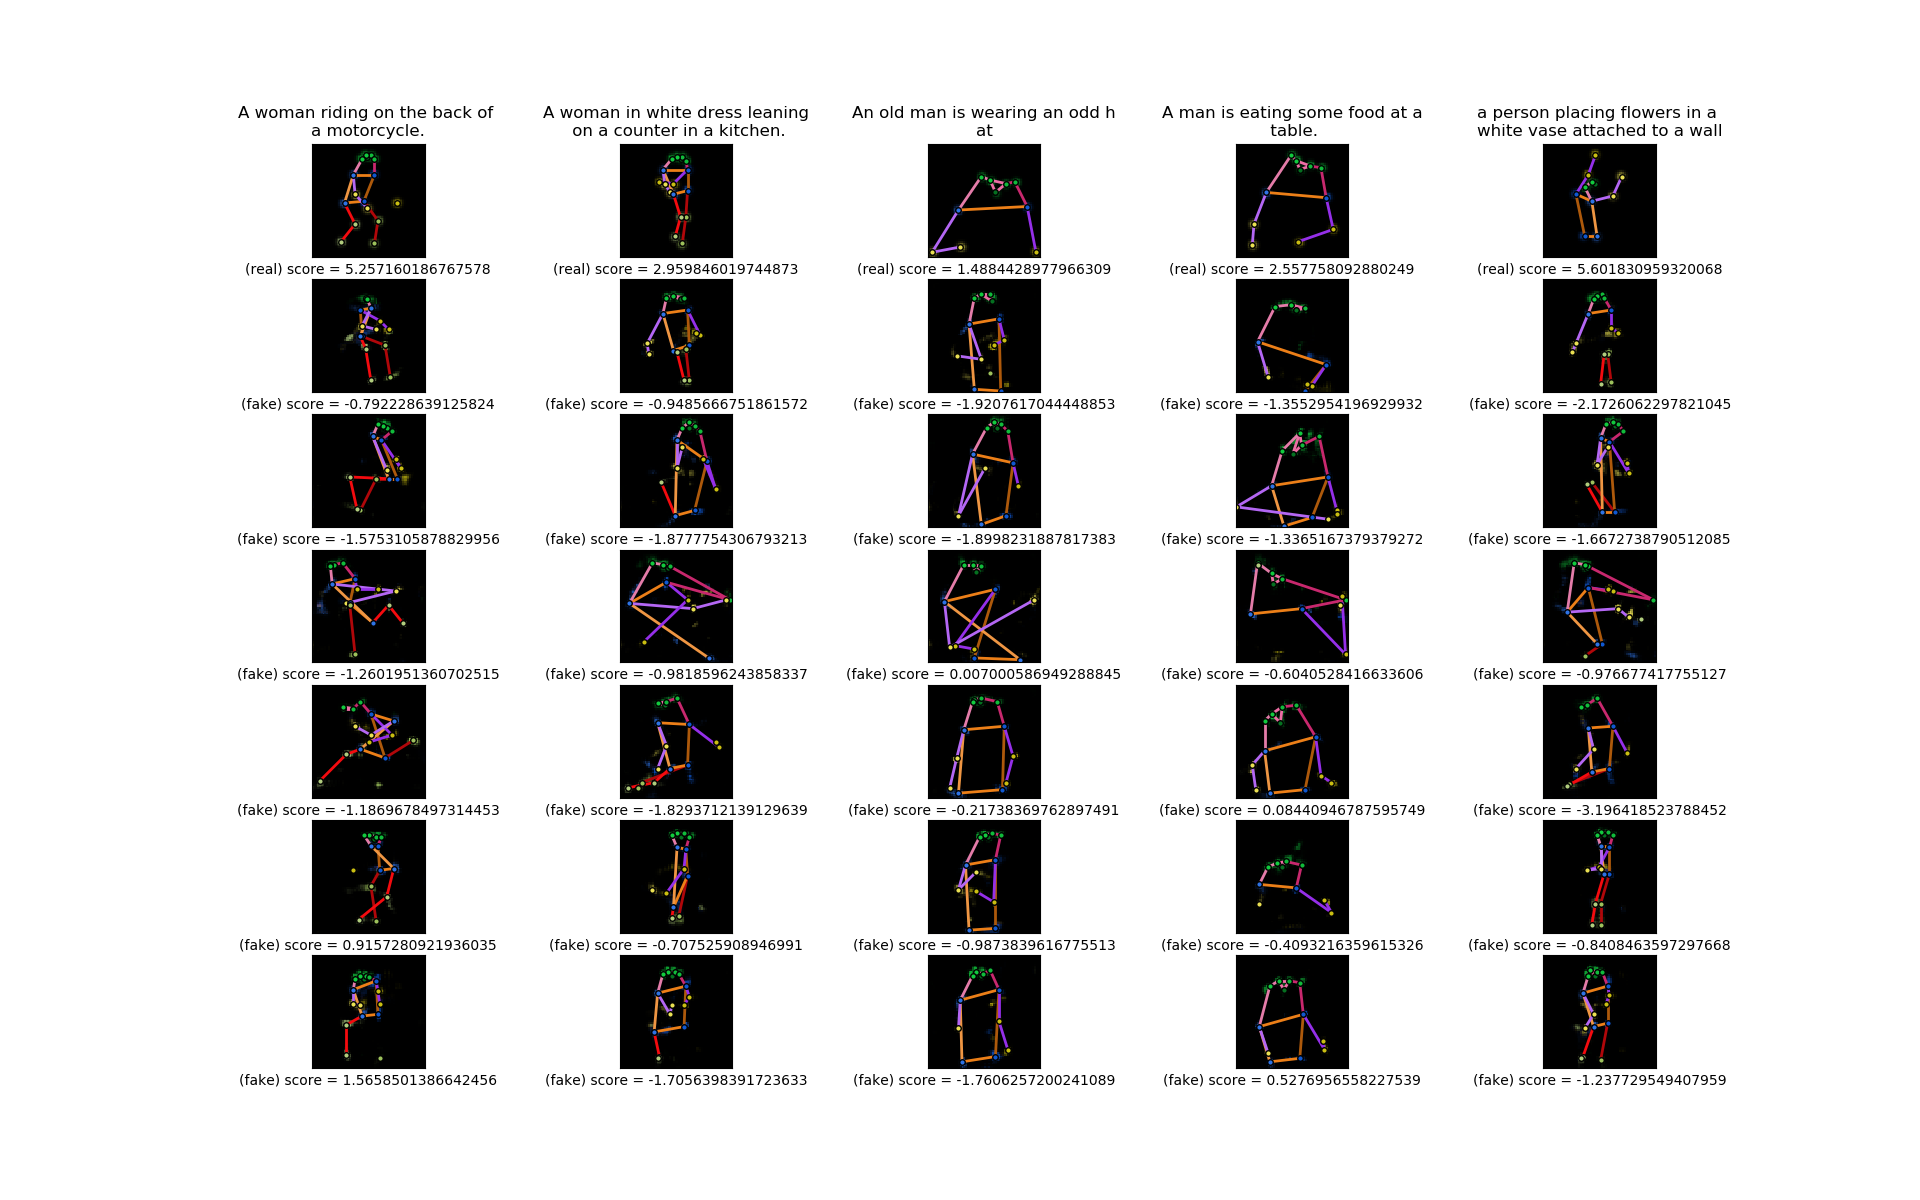 A woman riding on the back of
a motorcycle.
A woman in white dress leaning
on a counter in a kitchen.
An old man is wearing an odd h
at
A man is eating some food at a
table.
a person placing flowers in a
white vase attached to a wall
(real) score = 5.257160186767578
(real) score = 2.959846019744873
(real) score = 1.4884428977966309
(real) score = 2.557758092880249
(real) score = 5.601830959320068
(fake) score = -0.792228639125824
(fake) score = -0.9485666751861572
(fake) score = -1.9207617044448853
(fake) score = -1.3552954196929932
(fake) score = -2.1726062297821045
(fake) score = -1.5753105878829956
(fake) score = -1.8777754306793213
(fake) score = -1.8998231887817383
(fake) score = -1.3365167379379272
(fake) score = -1.6672738790512085
(fake) score = -1.2601951360702515
(fake) score = -0.9818596243858337
(fake) score = 0.007000586949288845
(fake) score = -0.6040528416633606
(fake) score = -0.976677417755127
(fake) score = -1.1869678497314453
(fake) score = -1.8293712139129639
(fake) score = -0.21738369762897491
(fake) score = 0.08440946787595749
(fake) score = -3.196418523788452
(fake) score = 0.9157280921936035
(fake) score = -0.707525908946991
(fake) score = -0.9873839616775513
(fake) score = -0.4093216359615326
(fake) score = -0.8408463597297668
(fake) score = 1.5658501386642456
(fake) score = -1.7056398391723633
(fake) score = -1.7606257200241089
(fake) score = 0.5276956558227539
(fake) score = -1.237729549407959